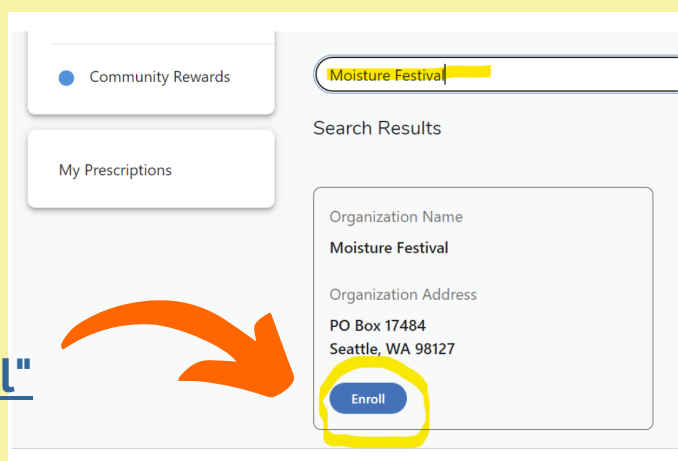 Community Rewards
My Prescriptions
Moisture Festival
Search Results
Organization Name
Moisture Festival
Organization Address
PO Box 17484
Seattle, WA 98127
Enroll
l"